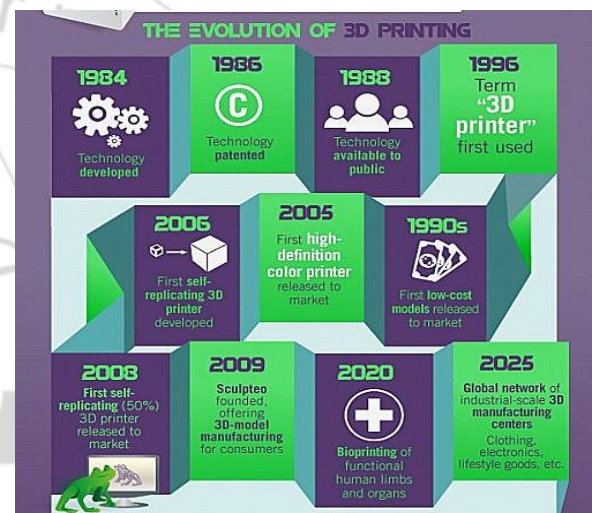 THE EVOLUTION OF 3D PRINTING
1984
Technology
developed
1986
C
Technology
patented
1988
Technology
available to
public
1996
Term
"3D
printer"
first used
1990s
First low-cost
models released
to market
2005
First high-
definition
color printer
released to
market
2006
First self-
replicating 3D
printer
developed
2008
First self-
replicating (50%)
3D printer
released to
market
2009
Sculpteo
founded,
offering
3D-model
manufacturing
for consumers
2020
Bioprinting of
functional
human limbs
and organs
2025
Global network of
industrial-scale 3D
manufacturing
centers
Clothing,
electronics,
lifestyle goods, etc.